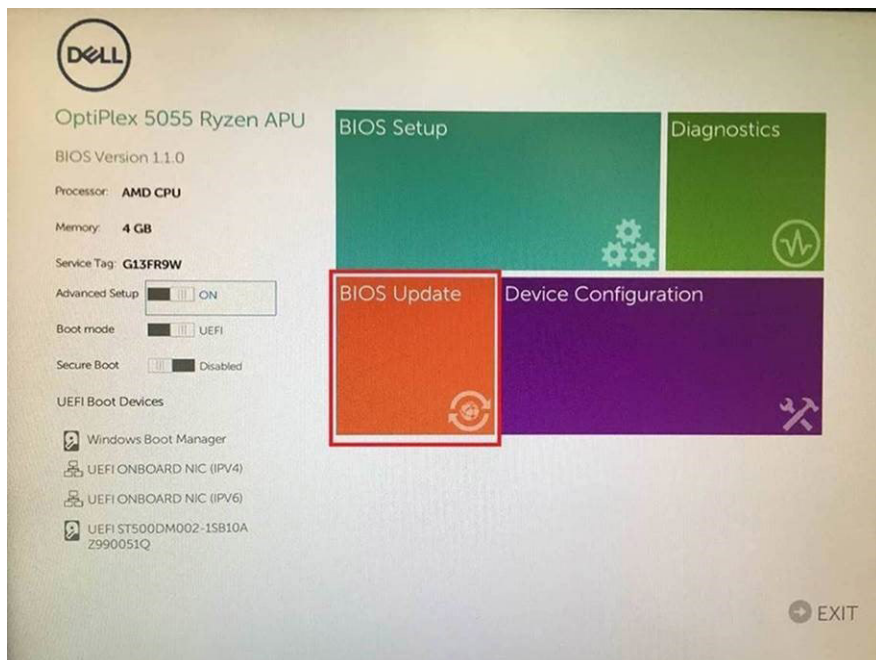 DELL
OptiPlex 5055 Ryzen APU
BIOS Version 1.1.0
Processor: AMD CPU
Memory: 4 GB
Service Tag: G13FR9W
Advanced Setup ON
Boot mode UEFI
Secure Boot Disabled
UEFI Boot Devices
Windows Boot Manager
UEFI ONBOARD NIC (IPV4)
UEFI ONBOARD NIC (IPV6)
UEFI ST500DM002-1SB10A
Z990051Q
BIOS Setup
Diagnostics
BIOS Update
Device Configuration
EXIT